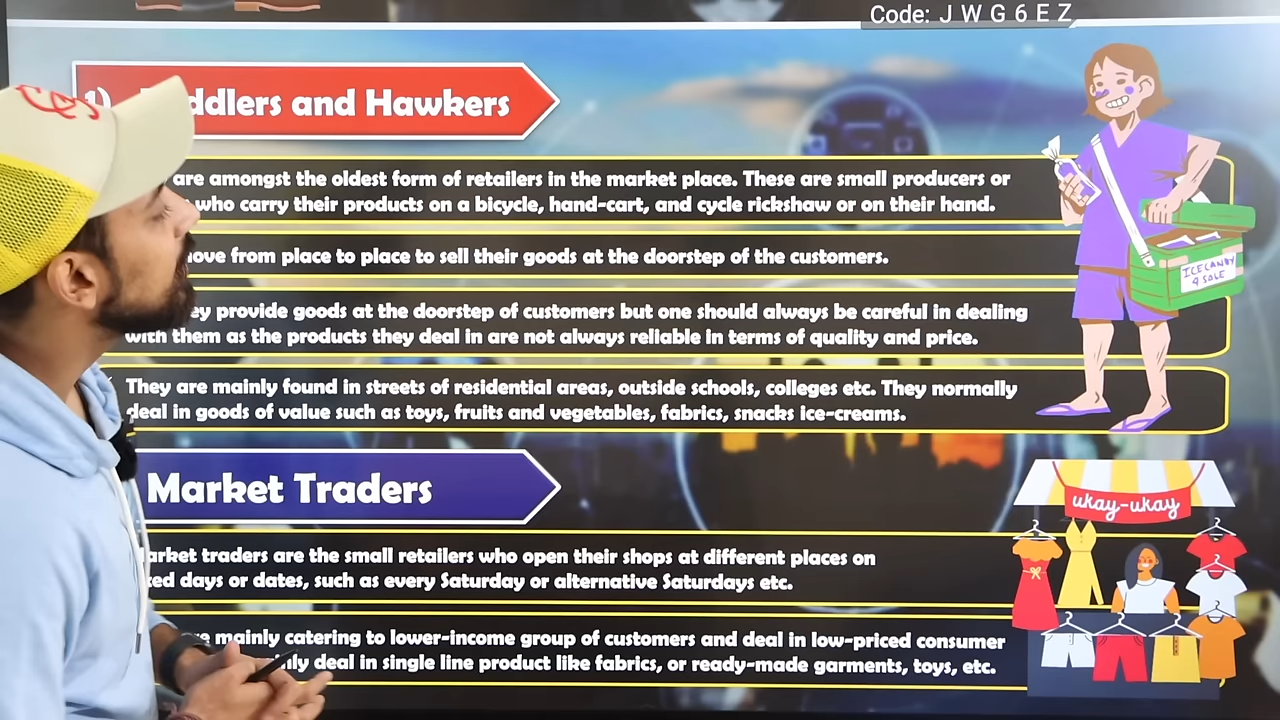 Code: J W G 6 E Z
1) ddlers and Hawkers
are amongst the oldest form of retailers in the market place. These are small producers or
who carry their products on a bicycle, hand-cart, and cycle rickshaw or on their hand.
from place to place to sell their goods at the doorstep of the customers.
provide goods at the doorstep of customers but one should always be careful in dealing
with them as the products they deal in are not always reliable in terms of quality and price.
They are mainly found in streets of residential areas, outside schools, colleges etc. They normally
deal in goods of value such as toys, fruits and vegetables, fabrics, snacks ice-creams.
ICECANDY
4 SALE
Market Traders
ukay-ukay
arket traders are the small retailers who open their shops at different places on
days or dates, such as every Saturday or alternative Saturdays etc.
mainly catering to lower-income group of customers and deal in low-priced consumer
deal in single line product like fabrics, or ready-made garments, toys, etc.